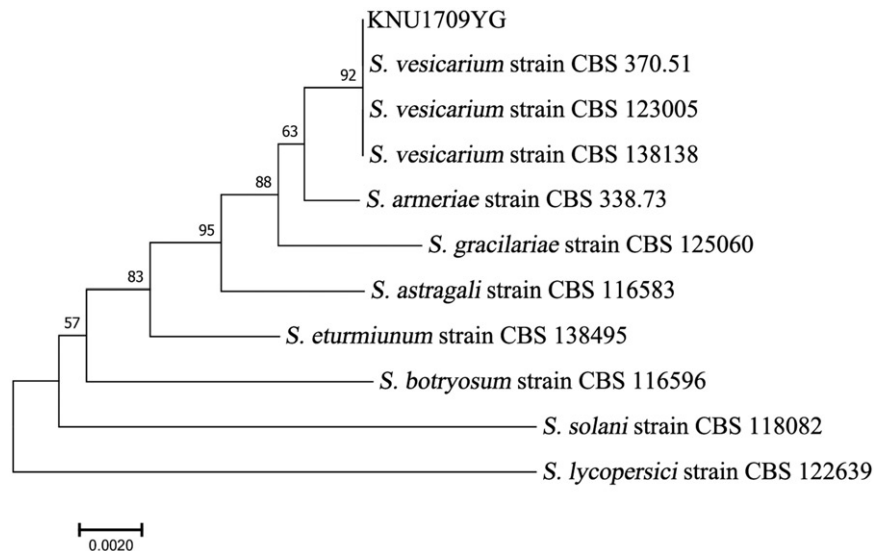 KNU1709YG
S. vesicarium strain CBS 370.51
92
S. vesicarium strain CBS 123005
S. vesicarium strain CBS 138138
63
S. armeriae strain CBS 338.73
88
S. gracilariae strain CBS 125060
95
S. astragali strain CBS 116583
83
S. eturmiunum strain CBS 138495
57
S. botryosum strain CBS 116596
S. solani strain CBS 118082
S. lycopersici strain CBS 122639
0.0020